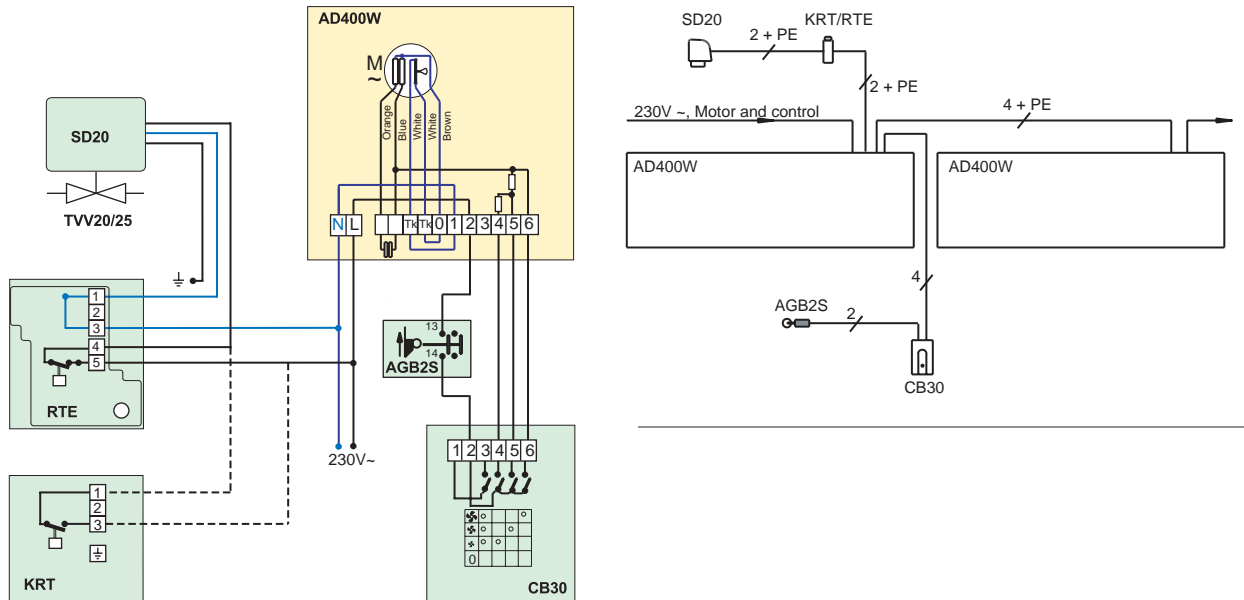 AD400W
M
~
Orange
Blue
White
White
Brown
N L Tk Tk 0 1 2 3 4 5 6
SD20
TVV20/25
1
2
3
4
5
RTE
13
14
AGB2S
230V~
1 2 3 4 5 6
0
CB30
1
2
3
KRT
SD20
KRT/RTE
2 + PE
2 + PE
4 + PE
230V ~, Motor and control
AD400W
AD400W
4
AGB2S
2
CB30